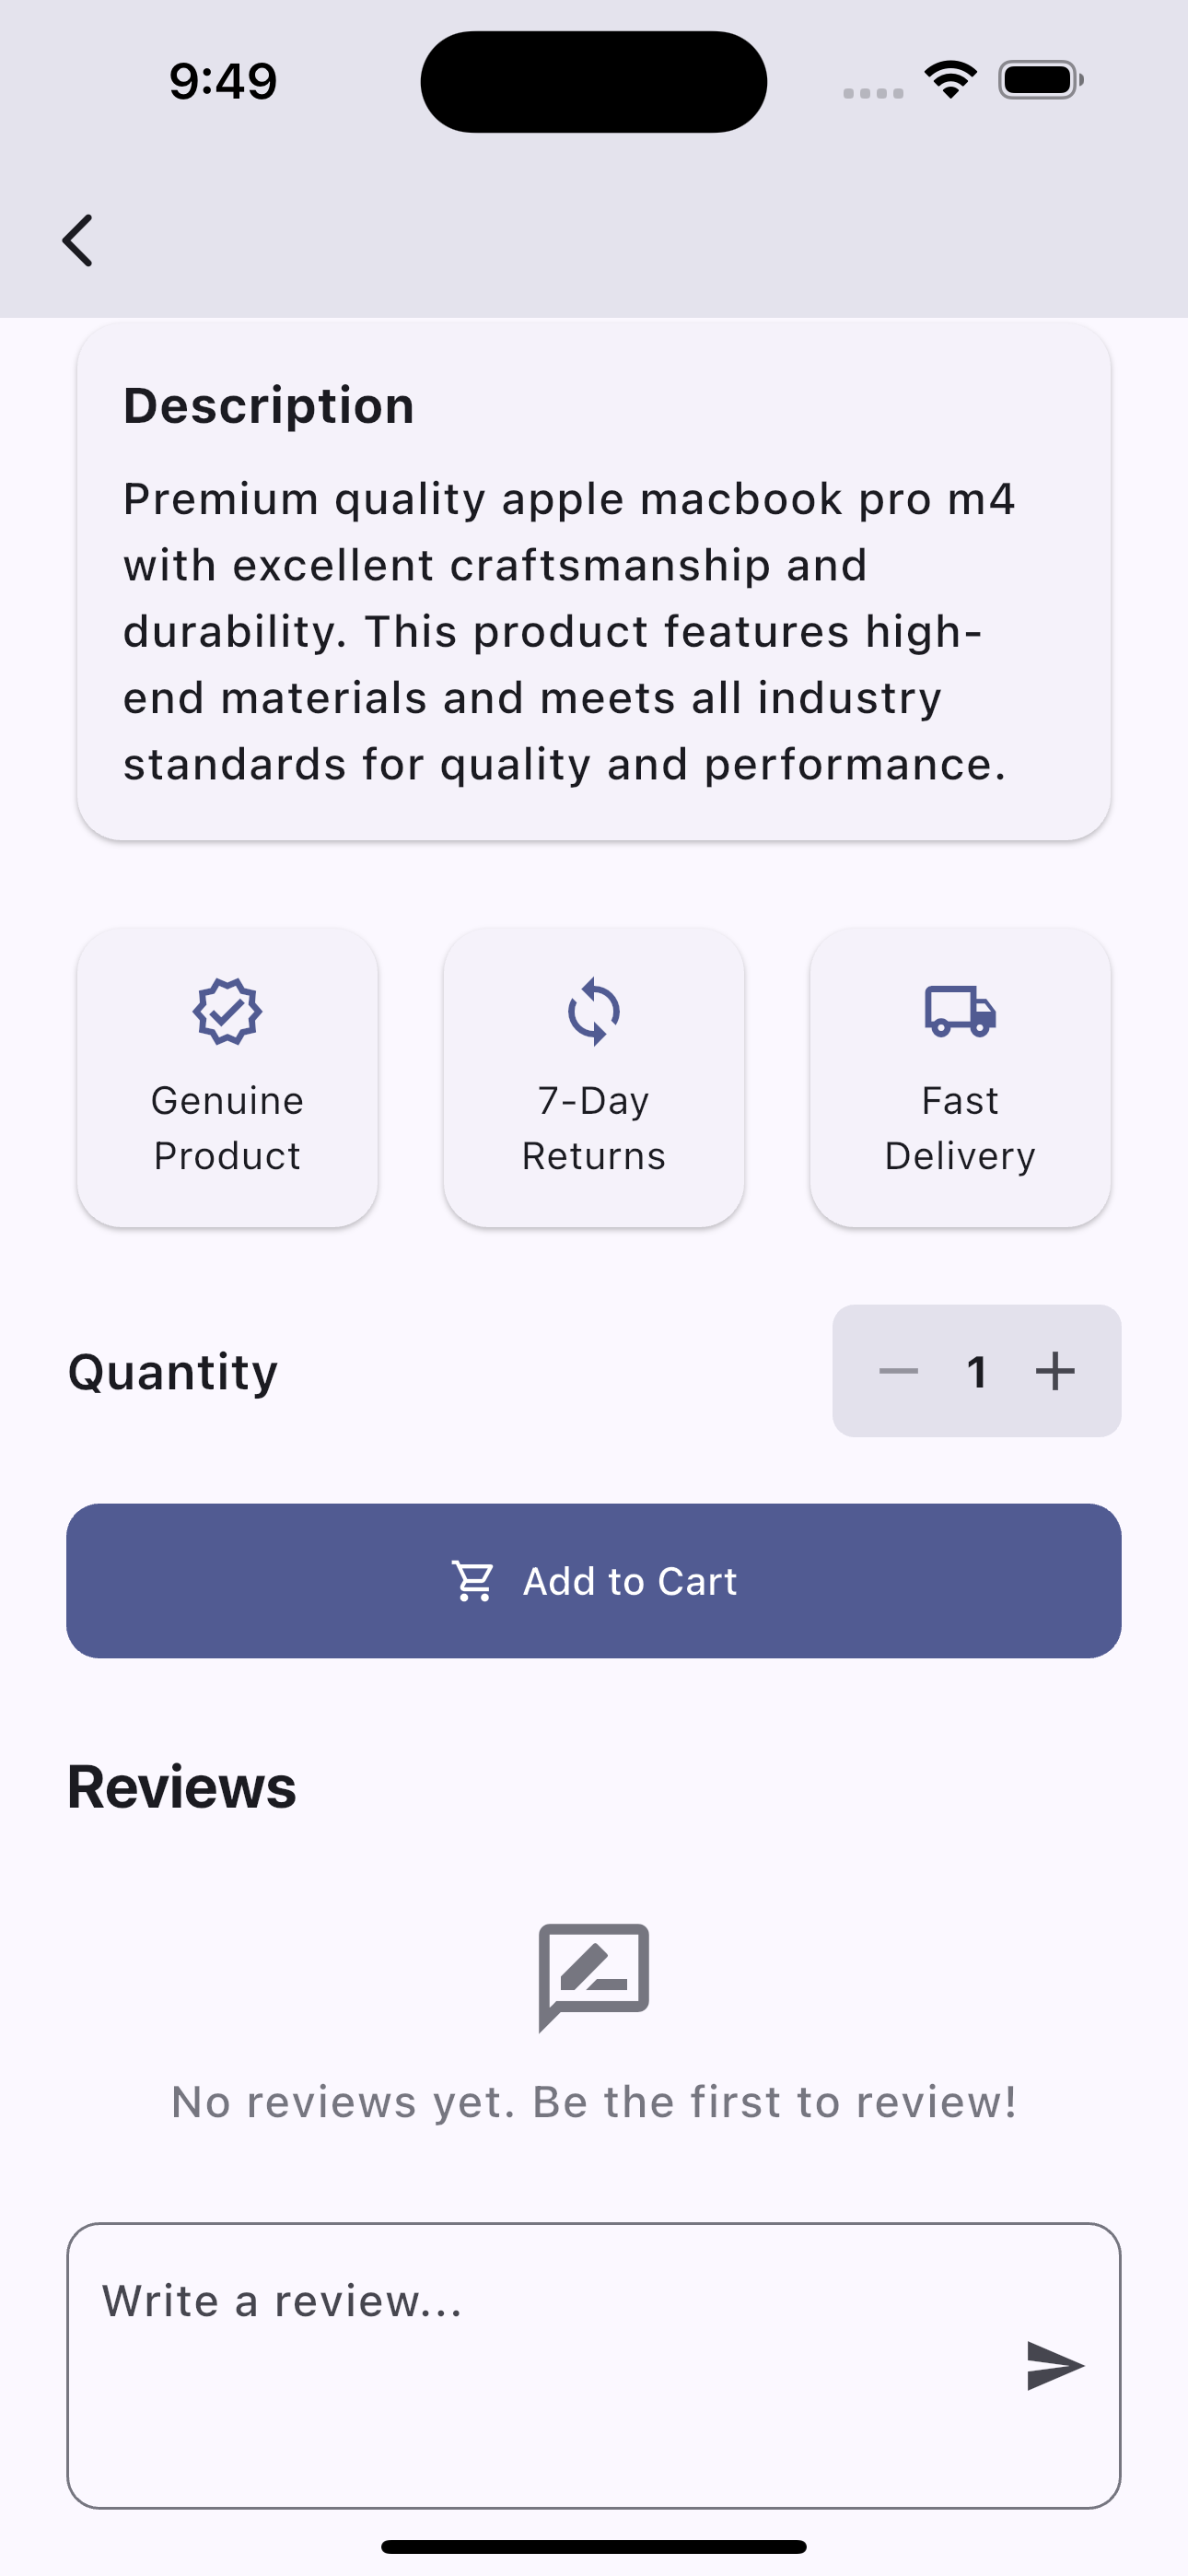 9:49
Description
Premium quality apple macbook pro m4
with excellent craftsmanship and
durability. This product features high-
end materials and meets all industry
standards for quality and performance.
Genuine
Product
7-Day
Returns
Fast
Delivery
Quantity
1
Add to Cart
Reviews
No reviews yet. Be the first to review!
Write a review...